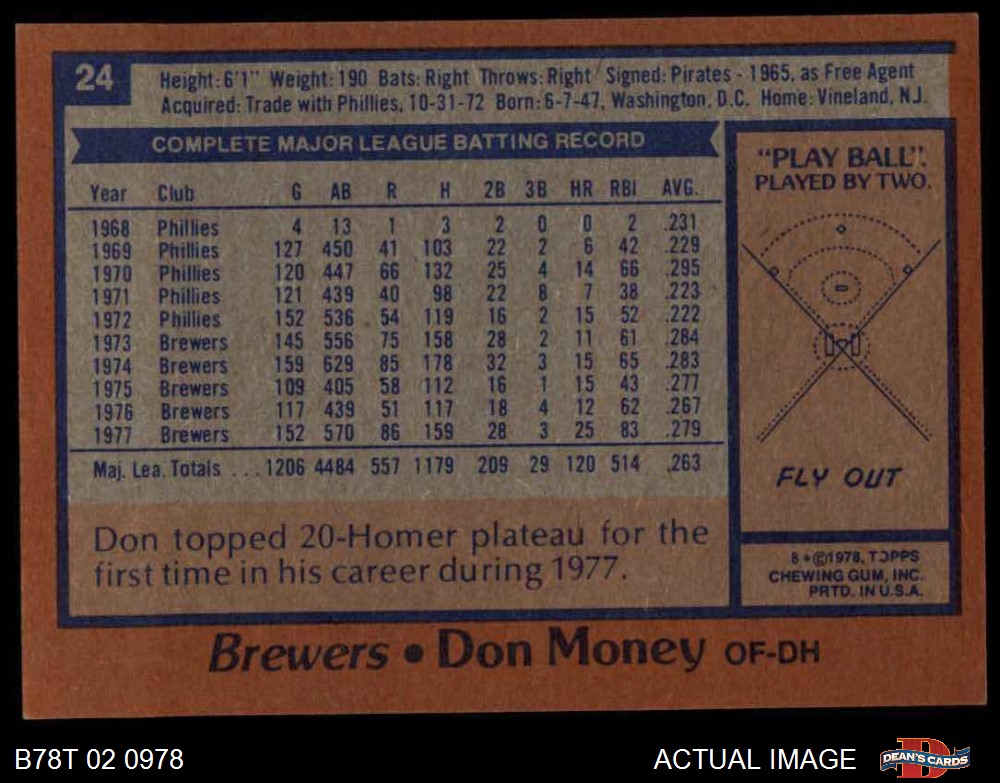 24
Height: 6'1" Weight: 190 Bats: Right Throws: Right Signed: Pirates - 1965, as Free Agent
Acquired: Trade with Phillies, 10-31-72 Born: 6-7-47, Washington, D.C. Home: Vineland, N.J.
COMPLETE MAJOR LEAGUE BATTING RECORD
Year Club G AB R H 2B 3B HR RBI AVG.
1968 Phillies 4 13 1 3 2 0 0 2 .231
1969 Phillies 127 450 41 103 22 2 6 42 .229
1970 Phillies 120 447 66 132 25 4 14 66 .295
1971 Phillies 121 439 40 98 22 8 7 38 .223
1972 Phillies 152 536 54 119 16 2 15 52 .222
1973 Brewers 145 556 75 158 28 2 11 61 .284
1974 Brewers 159 629 85 178 32 3 15 65 .283
1975 Brewers 109 405 58 112 16 1 15 43 .277
1976 Brewers 117 439 51 117 18 4 12 62 .267
1977 Brewers 152 570 86 159 28 3 25 83 .279
Maj. Lea. Totals ... 1206 4484 557 1179 209 29 120 514 .263
Don topped 20-Homer plateau for the
first time in his career during 1977.
"PLAY BALL":
PLAYED BY TWO.
FLY OUT
8 * ©1978, TOPPS
CHEWING GUM, INC.
PRTD. IN U.S.A.
Brewers • Don Money OF-DH
B78T 02 0978
ACTUAL IMAGE
D
DEAN'S CARDS